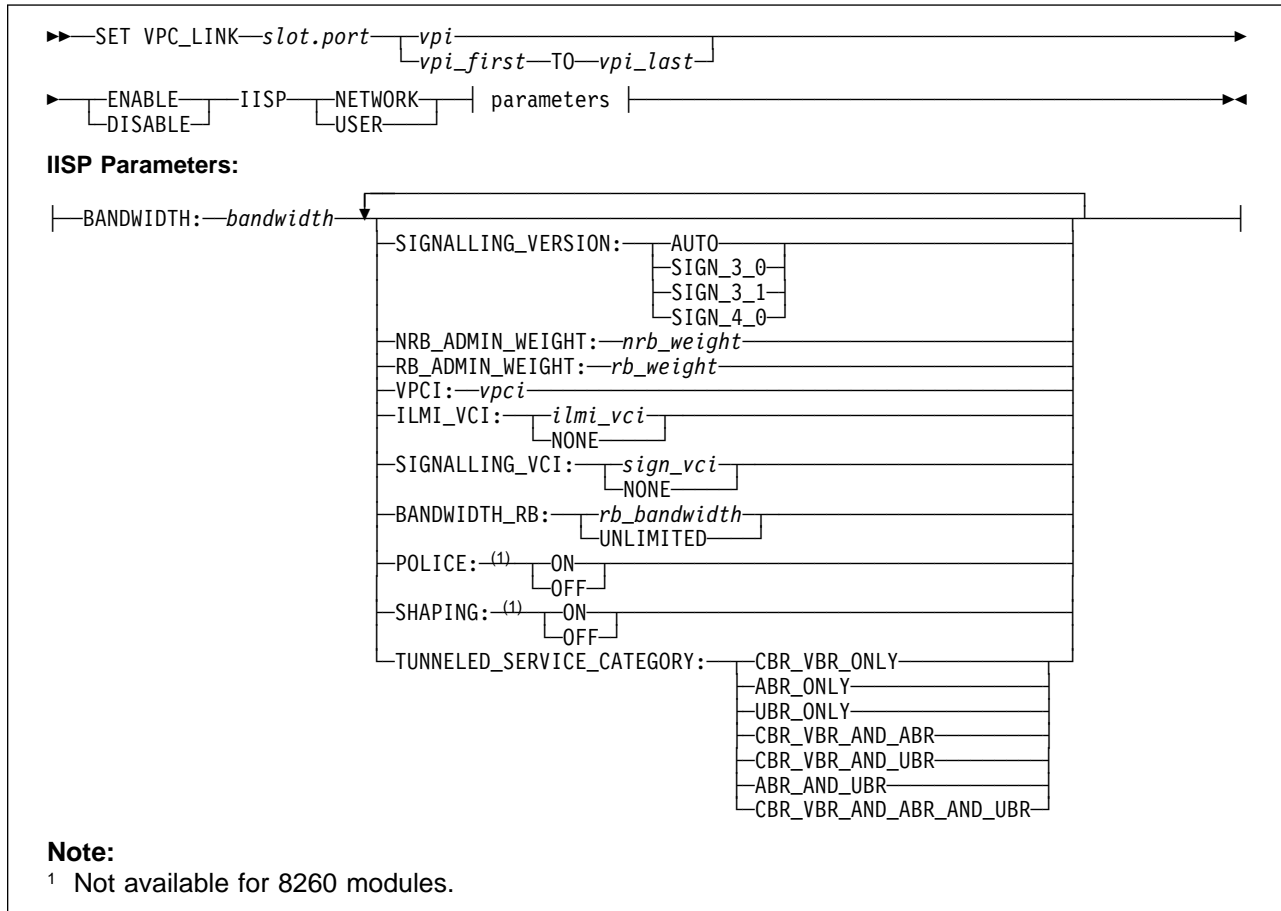 SET VPC_LINK slot.port vpi
vpi_first TO vpi_last
ENABLE IISP NETWORK parameters
DISABLE USER
IISP Parameters:
BANDWIDTH: bandwidth
SIGNALLING_VERSION: AUTO
SIGN_3_0
SIGN_3_1
SIGN_4_0
NRB_ADMIN_WEIGHT: nrb_weight
RB_ADMIN_WEIGHT: rb_weight
VPCI: vpci
ILMI_VCI: ilmi_vci
NONE
SIGNALLING_VCI: sign_vci
NONE
BANDWIDTH_RB: rb_bandwidth
UNLIMITED
POLICE: (1) ON
OFF
SHAPING: (1) ON
OFF
TUNNELED_SERVICE_CATEGORY: CBR_VBR_ONLY
ABR_ONLY
UBR_ONLY
CBR_VBR_AND_ABR
CBR_VBR_AND_UBR
ABR_AND_UBR
CBR_VBR_AND_ABR_AND_UBR
Note:
1 Not available for 8260 modules.